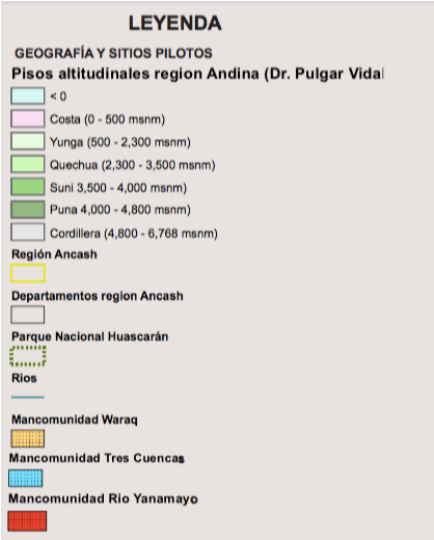 LEYENDA
GEOGRAFÍA Y SITIOS PILOTOS
Pisos altitudinales region Andina (Dr. Pulgar Vidal
< 0
Costa (0 - 500 msnm)
Yunga (500 - 2,300 msnm)
Quechua (2,300 - 3,500 msnm)
Suni 3,500 - 4,000 msnm)
Puna 4,000 - 4,800 msnm)
Cordillera (4,800 - 6,768 msnm)
Región Ancash
Departamentos region Ancash
Parque Nacional Huascarán
Rios
Mancomunidad Waraq
Mancomunidad Tres Cuencas
Mancomunidad Rio Yanamayo